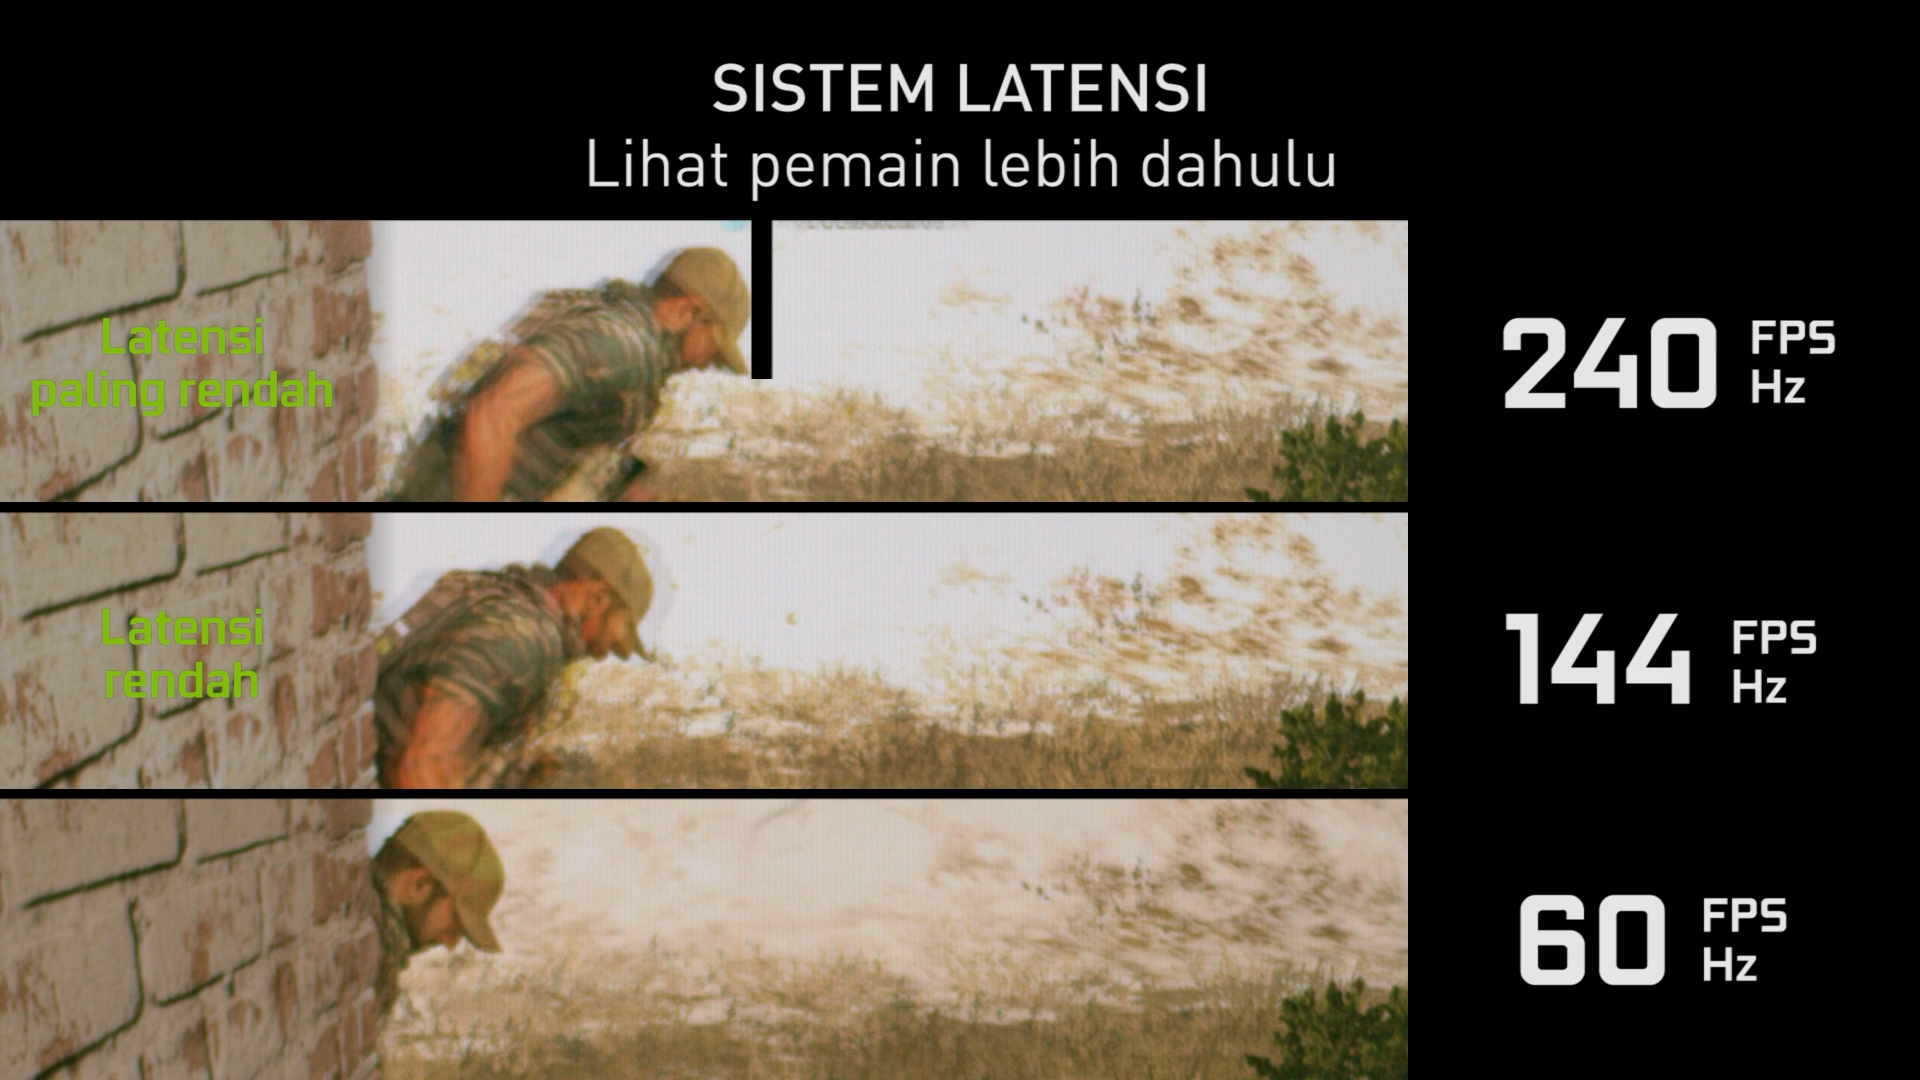 SISTEM LATENSI
Lihat pemain lebih dahulu
Latensi
paling rendah
240 FPS
Hz
Latensi
rendah
144 FPS
Hz
60 FPS
Hz